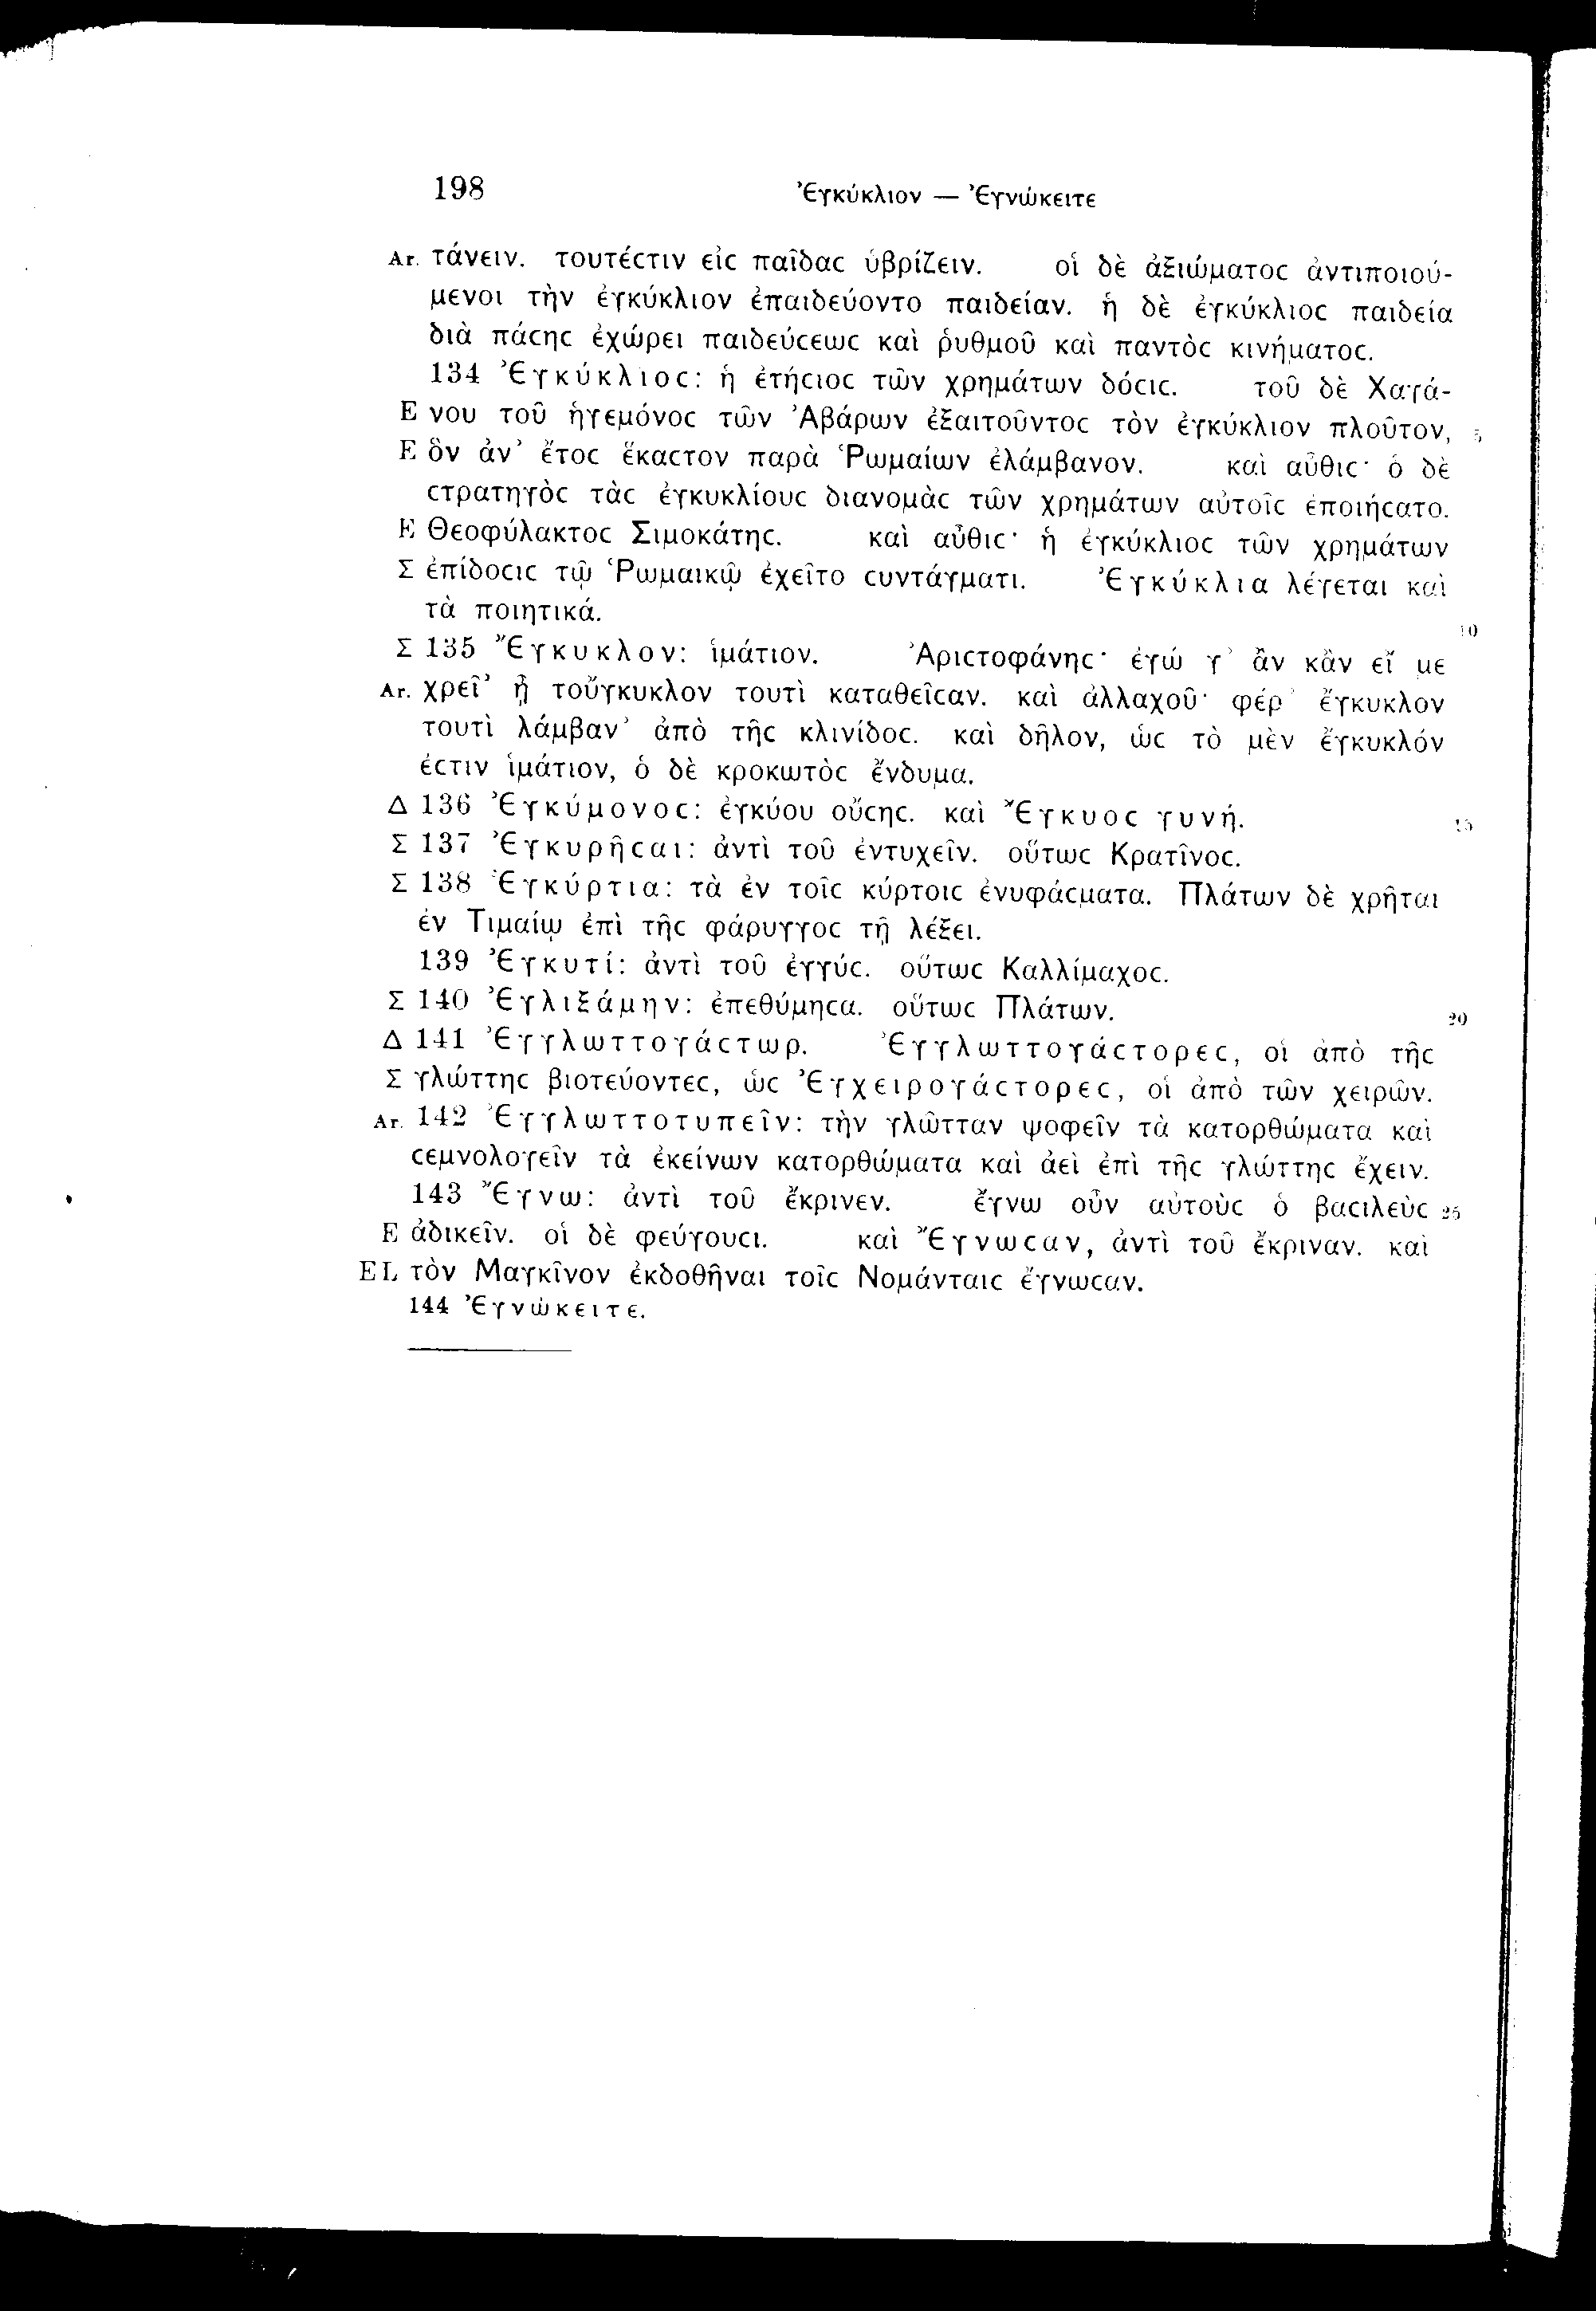 198 Ἐγκύκλιον — Ἐγνώκειτε
Ar. τάνειν. τουτέϲτιν εἰϲ παῖδαϲ ὑβρίζειν. οἱ δὲ ἀξιώματοϲ ἀντιποιού-
μενοι τὴν ἐγκύκλιον ἐπαιδεύοντο παιδείαν. ἡ δὲ ἐγκύκλιοϲ παιδεία
διὰ πάϲηϲ ἐχώρει παιδεύϲεωϲ καὶ ῥυθμοῦ καὶ παντὸϲ κινήματοϲ.
134 Ἐγκύκλιοϲ: ἡ ἐτήϲιοϲ τῶν χρημάτων δόϲιϲ. τοῦ δὲ Χαγά-
E νου τοῦ ἡγεμόνοϲ τῶν Ἀβάρων ἐξαιτοῦντοϲ τὸν ἐγκύκλιον πλοῦτον, 5
E ὃν ἀν’ ἔτοϲ ἕκαϲτον παρὰ Ῥωμαίων ἐλάμβανον. καὶ αὖθιϲ· ὁ δὲ
ϲτρατηγὸϲ τὰϲ ἐγκυκλίουϲ διανομὰϲ τῶν χρημάτων αὐτοῖϲ ἐποιήϲατο.
E Θεοφύλακτοϲ Σιμοκάτηϲ. καὶ αὖθιϲ· ἡ ἐγκύκλιοϲ τῶν χρημάτων
Σ ἐπίδοϲιϲ τῷ Ῥωμαικῷ ἐχεῖτο ϲυντάγματι. Ἐγκύκλια λέγεται καὶ
τὰ ποιητικά. 10
Σ 135 Ἔγκυκλον: ἱμάτιον. Ἀριϲτοφάνηϲ· ἐγώ γ’ ἂν κἂν εἴ με
Ar. χρεῖ’ ᾖ τοὔγκυκλον τουτὶ καταθεῖϲαν. καὶ ἀλλαχοῦ· φέρ’ ἔγκυκλον
τουτὶ λάμβαν’ ἀπὸ τῆϲ κλινίδοϲ. καὶ δῆλον, ὡϲ τὸ μὲν ἔγκυκλόν
ἐϲτιν ἱμάτιον, ὁ δὲ κροκωτὸϲ ἔνδυμα.
Δ 136 Ἐγκύμονοϲ: ἐγκύου οὔϲηϲ. καὶ Ἔγκυοϲ γυνή. 15
Σ 137 Ἐγκυρῆϲαι: ἀντὶ τοῦ ἐντυχεῖν. οὕτωϲ Κρατῖνοϲ.
Σ 138 Ἐγκύρτια: τὰ ἐν τοῖϲ κύρτοιϲ ἐνυφάϲματα. Πλάτων δὲ χρῆται
ἐν Τιμαίῳ ἐπὶ τῆϲ φάρυγγοϲ τῇ λέξει.
139 Ἐγκυτί: ἀντὶ τοῦ ἐγγύϲ. οὕτωϲ Καλλίμαχοϲ.
Σ 140 Ἐγλιξάμην: ἐπεθύμηϲα. οὕτωϲ Πλάτων. 20
Δ 141 Ἐγγλωττογάϲτωρ. Ἐγγλωττογάϲτορεϲ, οἱ ἀπὸ τῆϲ
Σ γλώττηϲ βιοτεύοντεϲ, ὡϲ Ἐγχειρογάϲτορεϲ, οἱ ἀπὸ τῶν χειρῶν.
Ar. 142 Ἐγγλωττοτυπεῖν: τὴν γλῶτταν ψοφεῖν τὰ κατορθώματα καὶ
ϲεμνολογεῖν τὰ ἐκείνων κατορθώματα καὶ ἀεὶ ἐπὶ τῆϲ γλώττηϲ ἔχειν.
143 Ἔγνω: ἀντὶ τοῦ ἔκρινεν. ἔγνω οὖν αὐτοὺϲ ὁ βαϲιλεὺϲ 25
E ἀδικεῖν. οἱ δὲ φεύγουϲι. καὶ Ἔγνωϲαν, ἀντὶ τοῦ ἔκριναν. καὶ
EL τὸν Μαγκῖνον ἐκδοθῆναι τοῖϲ Νομάνταιϲ ἔγνωϲαν.
144 Ἐγνώκειτε.